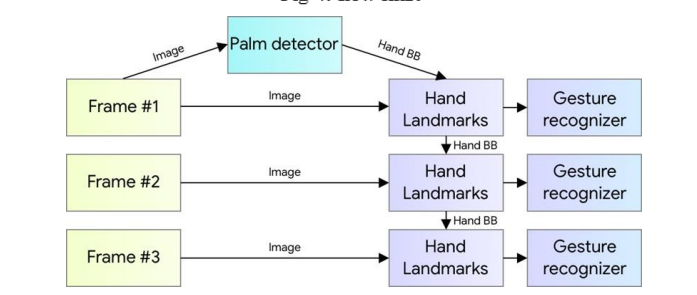 Palm detector
Image
Hand BB
Frame #1
Image
Hand
Landmarks
Gesture
recognizer
Hand BB
Frame #2
Image
Hand
Landmarks
Gesture
recognizer
Hand BB
Frame #3
Image
Hand
Landmarks
Gesture
recognizer